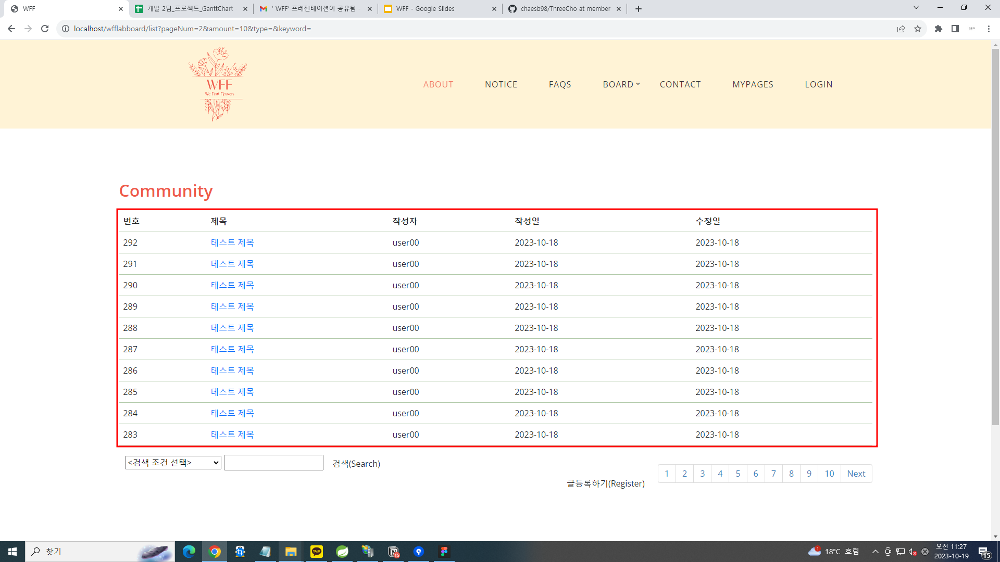 WFF
개발 2팀_프로젝트_GanttChart
' WFF' 프레젠테이션이 공유됨 -
WFF - Google Slides
chaesb98/ThreeCho at member
localhost/wfflabboard/list?pageNum=2&amount=10&type=&keyword=
WFF
We Find Flowers
ABOUT NOTICE FAQS BOARD CONTACT MYPAGES LOGIN
Community
번호 제목 작성자 작성일 수정일
292 테스트 제목 user00 2023-10-18 2023-10-18
291 테스트 제목 user00 2023-10-18 2023-10-18
290 테스트 제목 user00 2023-10-18 2023-10-18
289 테스트 제목 user00 2023-10-18 2023-10-18
288 테스트 제목 user00 2023-10-18 2023-10-18
287 테스트 제목 user00 2023-10-18 2023-10-18
286 테스트 제목 user00 2023-10-18 2023-10-18
285 테스트 제목 user00 2023-10-18 2023-10-18
284 테스트 제목 user00 2023-10-18 2023-10-18
283 테스트 제목 user00 2023-10-18 2023-10-18
<검색 조건 선택> 검색(Search)
1 2 3 4 5 6 7 8 9 10 Next
글등록하기(Register)
찾기
TALK
15
1
18°C 흐림
오전 11:27
2023-10-19
15